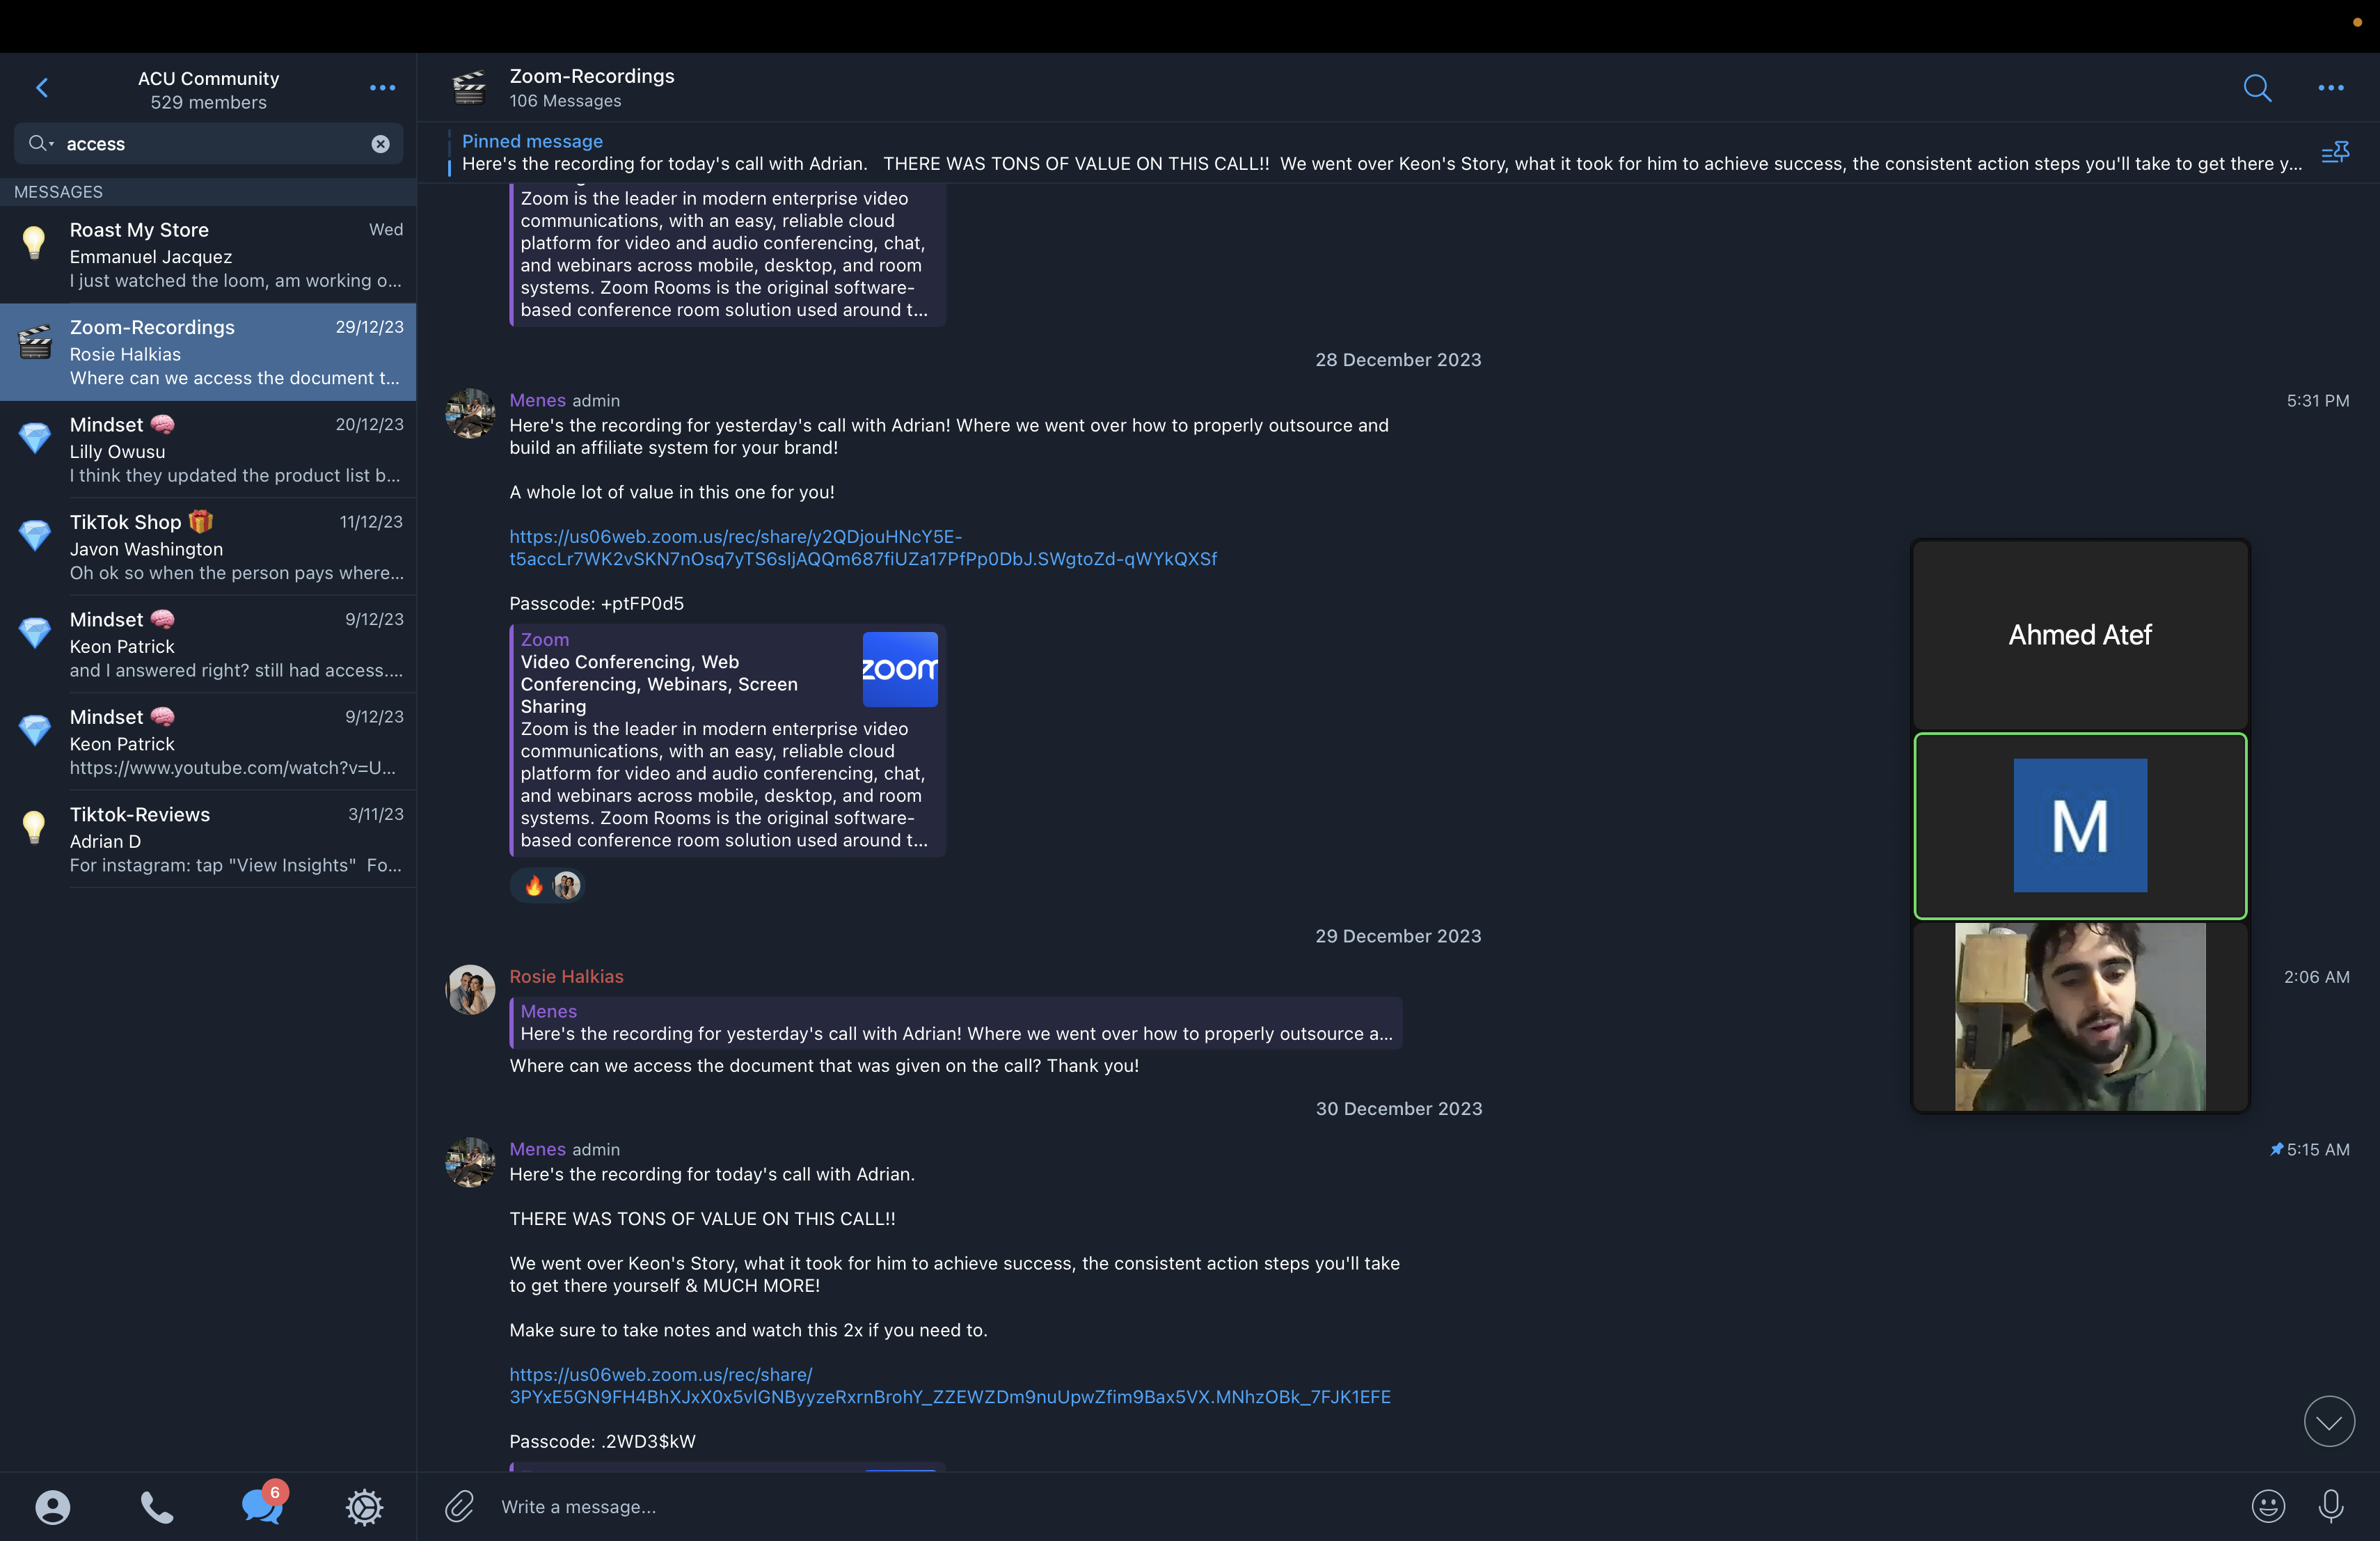 ACU Community
529 members
access
MESSAGES
Roast My Store
Wed
Emmanuel Jacquez
I just watched the loom, am working o...
Zoom-Recordings
29/12/23
Rosie Halkias
Where can we access the document t...
Mindset 🧠
20/12/23
Lilly Owusu
I think they updated the product list b...
TikTok Shop 🎁
11/12/23
Javon Washington
Oh ok so when the person pays where...
Mindset 🧠
9/12/23
Keon Patrick
and I answered right? still had access....
Mindset 🧠
9/12/23
Keon Patrick
https://www.youtube.com/watch?v=U...
Tiktok-Reviews
3/11/23
Adrian D
For instagram: tap "View Insights"  Fo...
6
Zoom-Recordings
106 Messages
Pinned message
Here's the recording for today's call with Adrian.   THERE WAS TONS OF VALUE ON THIS CALL!!  We went over Keon's Story, what it took for him to achieve success, the consistent action steps you'll take to get there y...
Zoom is the leader in modern enterprise video
communications, with an easy, reliable cloud
platform for video and audio conferencing, chat,
and webinars across mobile, desktop, and room
systems. Zoom Rooms is the original software-
based conference room solution used around t...
28 December 2023
Menes admin
5:31 PM
Here's the recording for yesterday's call with Adrian! Where we went over how to properly outsource and
build an affiliate system for your brand!
A whole lot of value in this one for you!
https://us06web.zoom.us/rec/share/y2QDjouHNcY5E-
t5accLr7WK2vSKN7nOsq7yTS6sIjAQQm687fiUZa17PfPp0DbJ.SWgtoZd-qWYkQXSf
Passcode: +ptFP0d5
Zoom
Video Conferencing, Web
Conferencing, Webinars, Screen
Sharing
zoom
Zoom is the leader in modern enterprise video
communications, with an easy, reliable cloud
platform for video and audio conferencing, chat,
and webinars across mobile, desktop, and room
systems. Zoom Rooms is the original software-
based conference room solution used around t...
29 December 2023
Rosie Halkias
2:06 AM
Menes
Here's the recording for yesterday's call with Adrian! Where we went over how to properly outsource a...
Where can we access the document that was given on the call? Thank you!
30 December 2023
Menes admin
5:15 AM
Here's the recording for today's call with Adrian.
THERE WAS TONS OF VALUE ON THIS CALL!!
We went over Keon's Story, what it took for him to achieve success, the consistent action steps you'll take
to get there yourself & MUCH MORE!
Make sure to take notes and watch this 2x if you need to.
https://us06web.zoom.us/rec/share/
3PYxE5GN9FH4BhXJxX0x5vlGNByyzeRxrnBrohY_ZZEWZDm9nuUpwZfim9Bax5VX.MNhzOBk_7FJK1EFE
Passcode: .2WD3$kW
Write a message...
Ahmed Atef
M